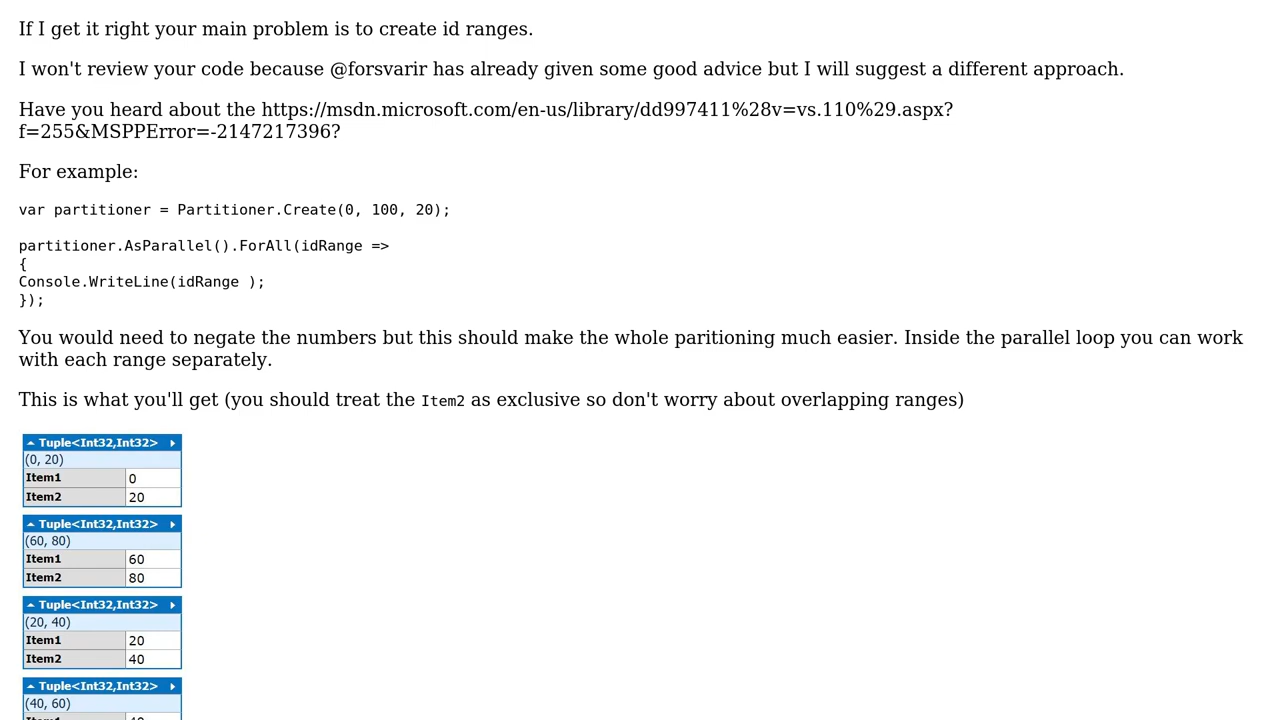 If I get it right your main problem is to create id ranges.
I won't review your code because @forsvarir has already given some good advice but I will suggest a different approach.
Have you heard about the https://msdn.microsoft.com/en-us/library/dd997411%28v=vs.110%29.aspx?
f=255&MSPPError=-2147217396?
For example:
var partitioner = Partitioner.Create(0, 100, 20);
partitioner.AsParallel().ForAll(idRange =>
{
Console.WriteLine(idRange );
});
You would need to negate the numbers but this should make the whole paritioning much easier. Inside the parallel loop you can work
with each range separately.
This is what you'll get (you should treat the Item2 as exclusive so don't worry about overlapping ranges)
Tuple<Int32,Int32>
(0, 20)
Item1 0
Item2 20
Tuple<Int32,Int32>
(60, 80)
Item1 60
Item2 80
Tuple<Int32,Int32>
(20, 40)
Item1 20
Item2 40
Tuple<Int32,Int32>
(40, 60)